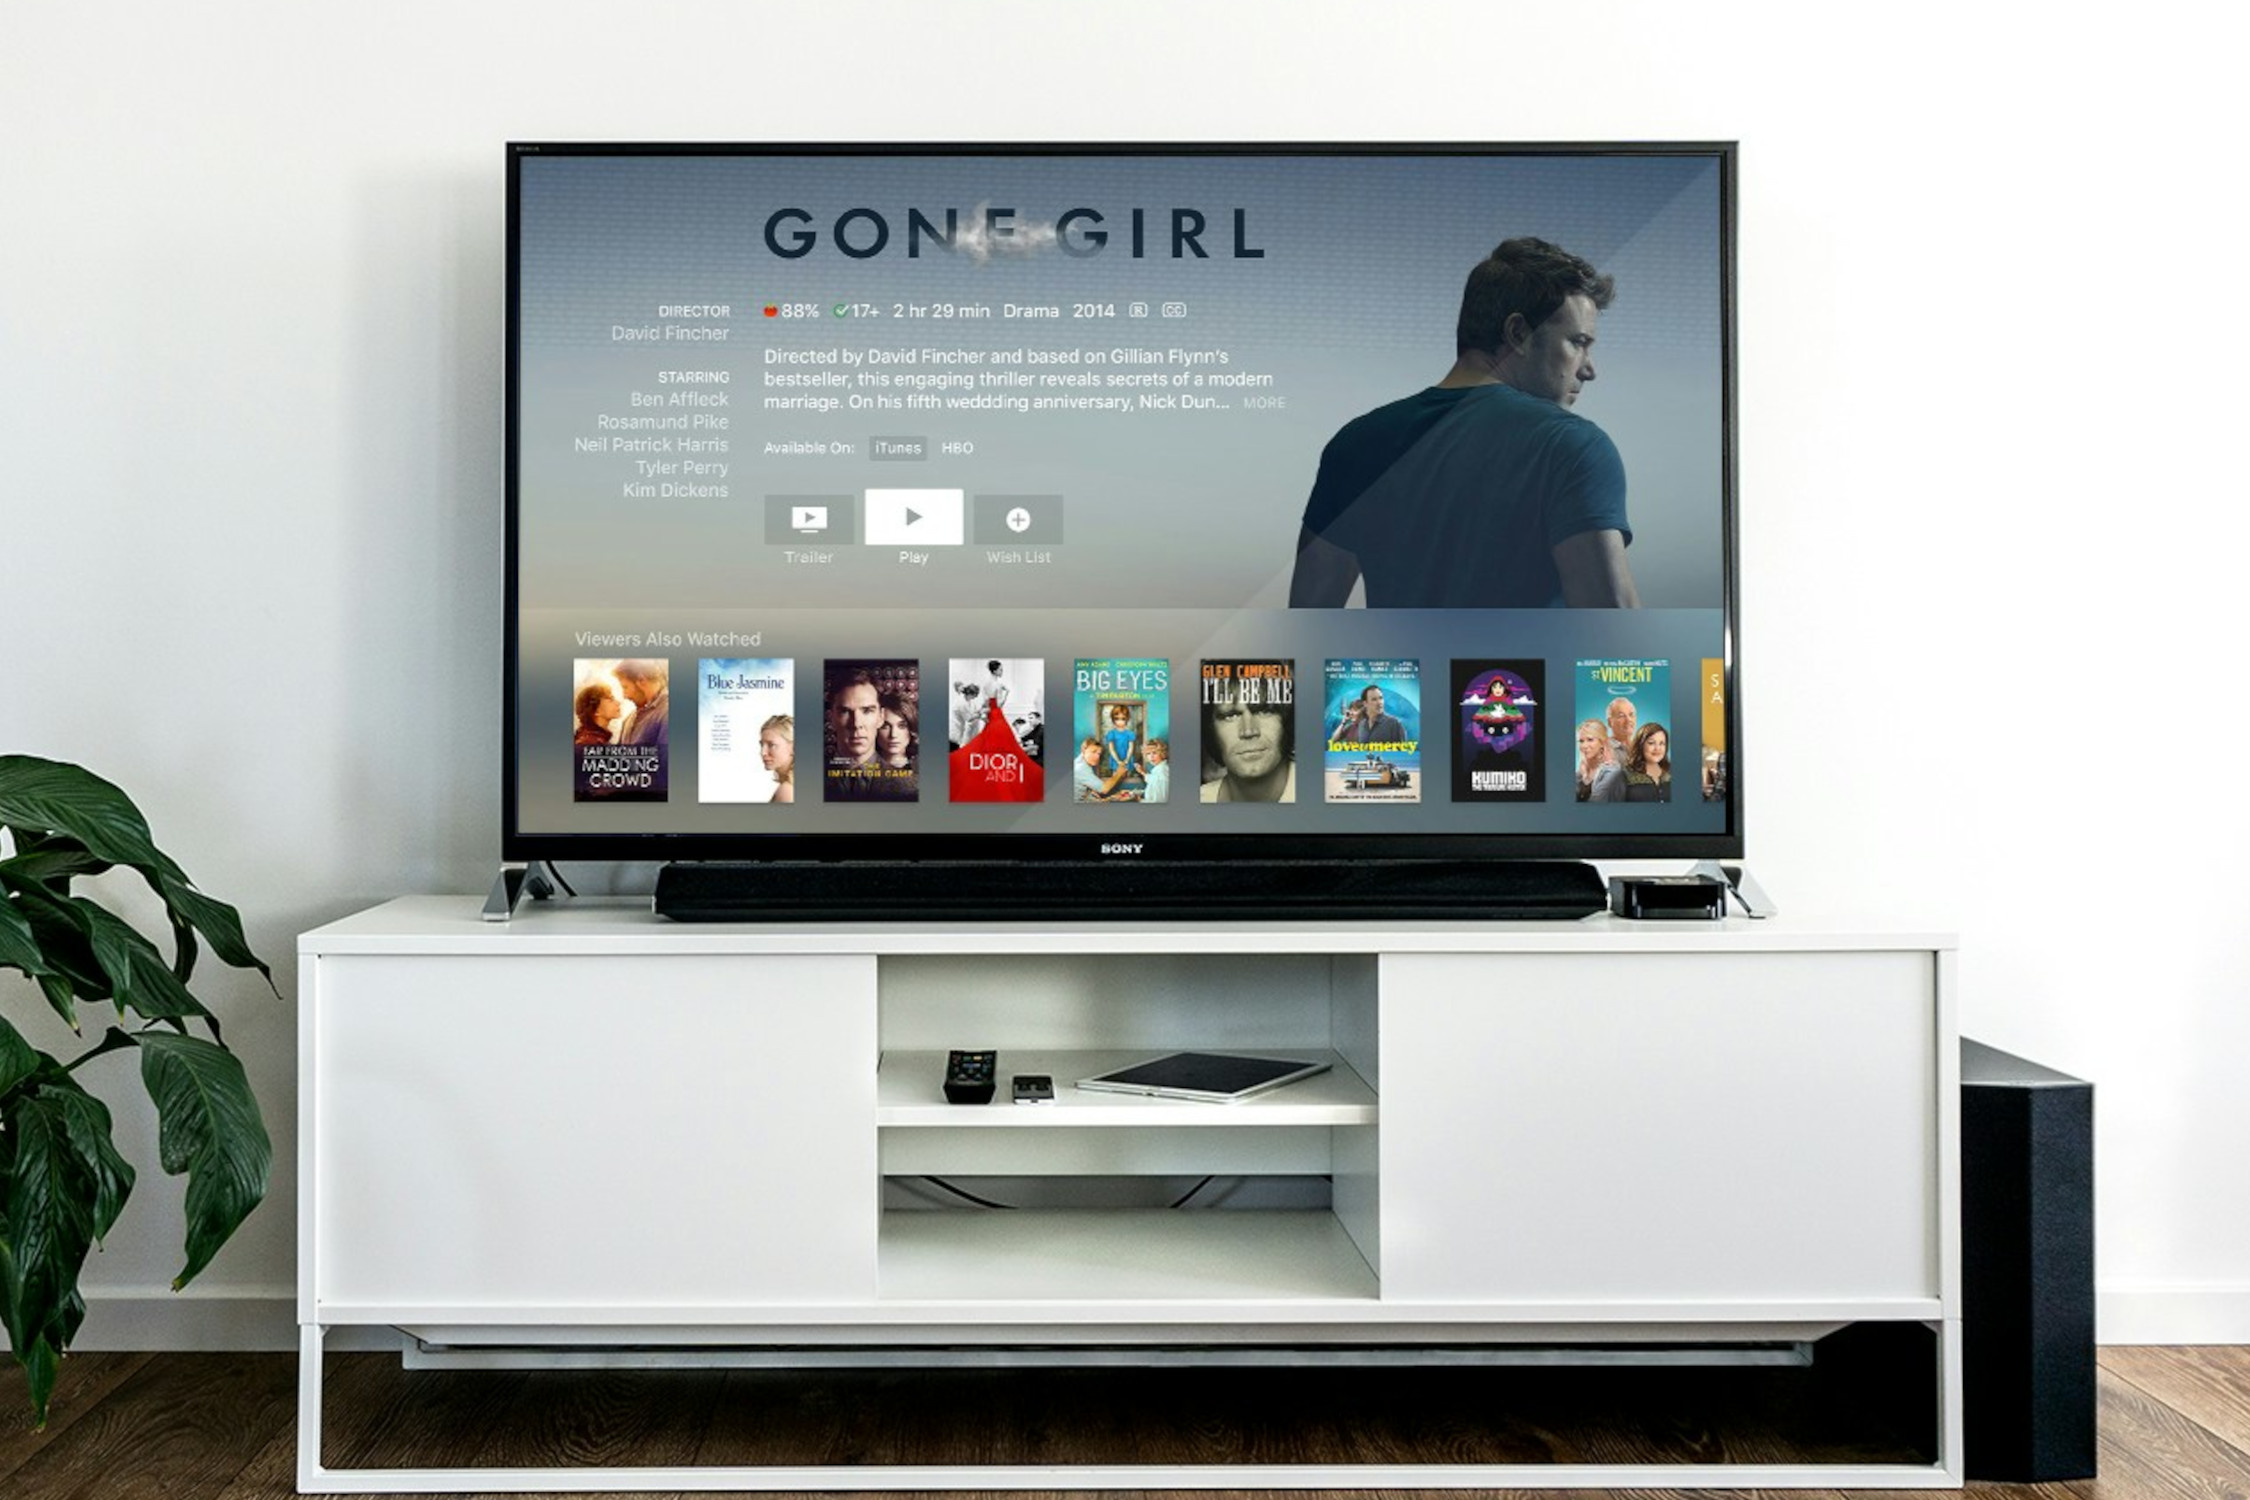 GONE GIRL
DIRECTOR
David Fincher
STARRING
Ben Affleck
Rosamund Pike
Neil Patrick Harris
Tyler Perry
Kim Dickens
88% 17+ 2 hr 29 min Drama 2014 R CC
Directed by David Fincher and based on Gillian Flynn's
bestseller, this engaging thriller reveals secrets of a modern
marriage. On his fifth weddding anniversary, Nick Dun... MORE
Available On: iTunes HBO
Trailer
Play
Wish List
Viewers Also Watched
FAR FROM THE
MADDING
CROWD
Blue Jasmine
THE
IMITATION GAME
DIOR
AND I
BIG EYES
GLEN CAMPBELL
I'LL BE ME
love&mercy
KUMIKO
THE TREASURE HUNTER
ST VINCENT
S
A
SONY